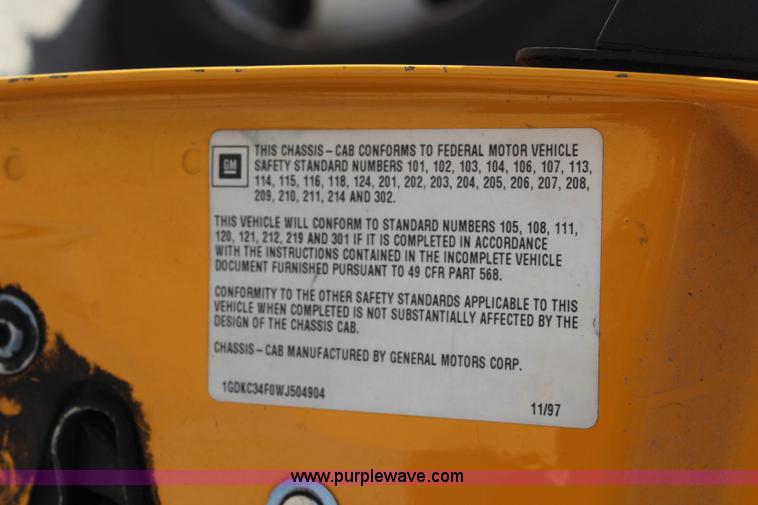 GM
THIS CHASSIS-CAB CONFORMS TO FEDERAL MOTOR VEHICLE
SAFETY STANDARD NUMBERS 101, 102, 103, 104, 106, 107, 113,
114, 115, 116, 118, 124, 201, 202, 203, 204, 205, 206, 207, 208,
209, 210, 211, 214 AND 302.
THIS VEHICLE WILL CONFORM TO STANDARD NUMBERS 105, 108, 111,
120, 121, 212, 219 AND 301 IF IT IS COMPLETED IN ACCORDANCE
WITH THE INSTRUCTIONS CONTAINED IN THE INCOMPLETE VEHICLE
DOCUMENT FURNISHED PURSUANT TO 49 CFR PART 568.
CONFORMITY TO THE OTHER SAFETY STANDARDS APPLICABLE TO THIS
VEHICLE WHEN COMPLETED IS NOT SUBSTANTIALLY AFFECTED BY THE
DESIGN OF THE CHASSIS CAB.
CHASSIS-CAB MANUFACTURED BY GENERAL MOTORS CORP.
1GDKC34F0WJ504904
11/97
www.purplewave.com